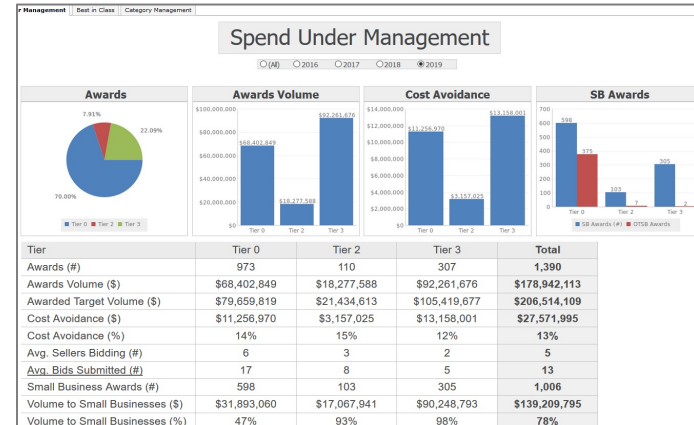 r Management Best in Class Category Management
Spend Under Management
(All) 2016 2017 2018 2019
Awards
7.91%
22.09%
70.00%
Tier 0 Tier 2 Tier 3
Awards Volume
$100,000,000
$80,000,000
$60,000,000
$40,000,000
$20,000,000
$0
$68,402,849
$18,277,588
$92,261,676
Tier 0 Tier 2 Tier 3
Cost Avoidance
$14,000,000
$12,000,000
$10,000,000
$8,000,000
$6,000,000
$4,000,000
$2,000,000
$0
$11,256,970
$3,157,025
$13,158,001
Tier 0 Tier 2 Tier 3
SB Awards
700
600
500
400
300
200
100
0
598
375
103
7
305
2
Tier 0 Tier 2 Tier 3
SB Awards (#) OTSB Awards
Tier Tier 0 Tier 2 Tier 3 Total
Awards (#) 973 110 307 1,390
Awards Volume ($) $68,402,849 $18,277,588 $92,261,676 $178,942,113
Awarded Target Volume ($) $79,659,819 $21,434,613 $105,419,677 $206,514,109
Cost Avoidance ($) $11,256,970 $3,157,025 $13,158,001 $27,571,995
Cost Avoidance (%) 14% 15% 12% 13%
Avg. Sellers Bidding (#) 6 3 2 5
Avg. Bids Submitted (#) 17 8 5 13
Small Business Awards (#) 598 103 305 1,006
Volume to Small Businesses ($) $31,893,060 $17,067,941 $90,248,793 $139,209,795
Volume to Small Businesses (%) 47% 93% 98% 78%